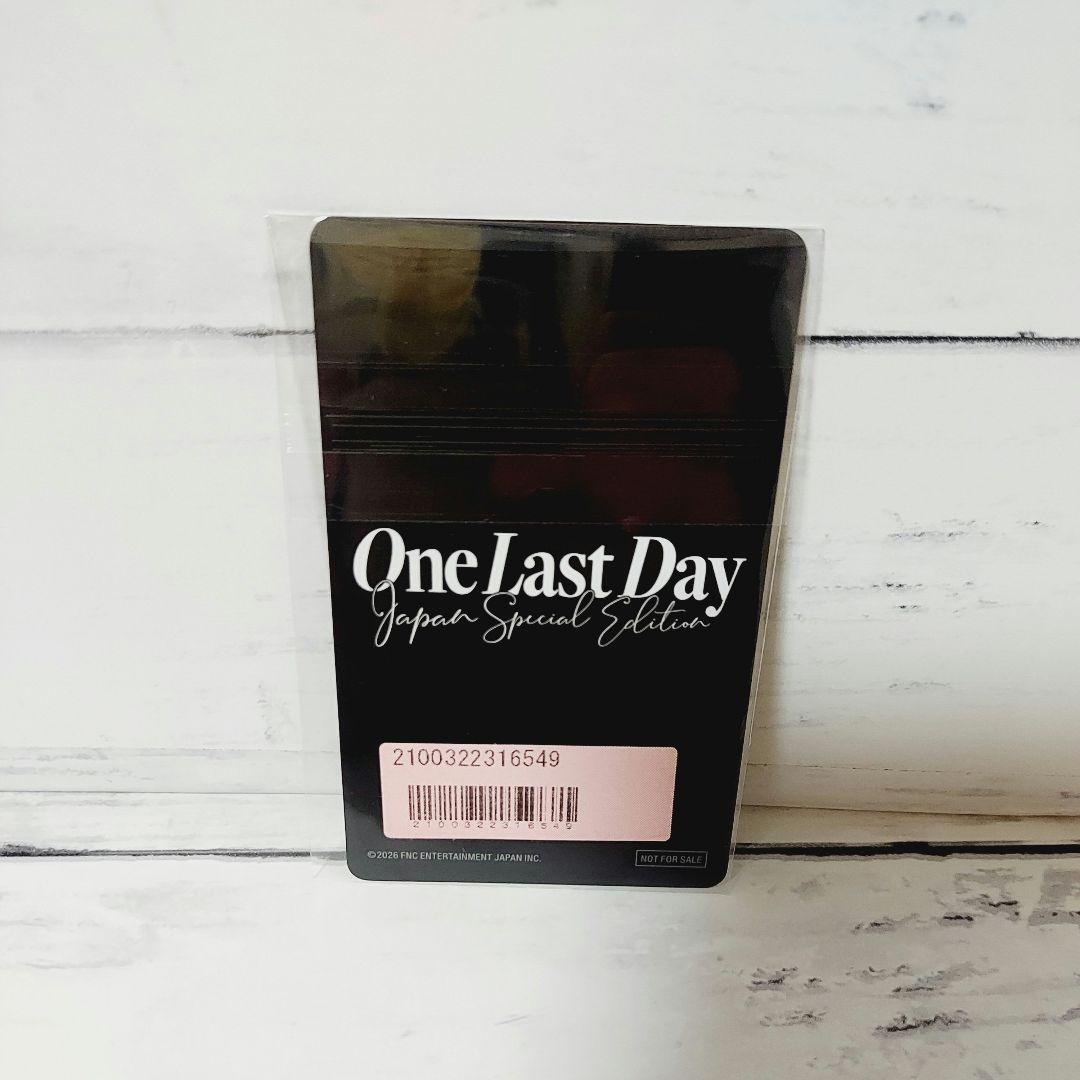 One Last Day
Japan Special Edition
2100322316549
2100322316549
©2026 FNC ENTERTAINMENT JAPAN INC.
NOT FOR SALE